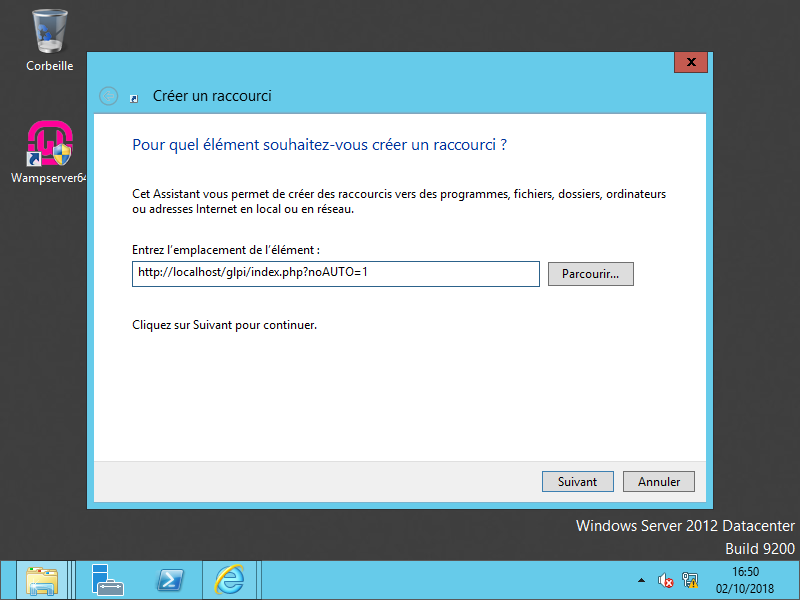 Corbeille
Wampserver64
x
Créer un raccourci
Pour quel élément souhaitez-vous créer un raccourci ?
Cet Assistant vous permet de créer des raccourcis vers des programmes, fichiers, dossiers, ordinateurs
ou adresses Internet en local ou en réseau.
Entrez l'emplacement de l'élément :
http://localhost/glpi/index.php?noAUTO=1
Parcourir...
Cliquez sur Suivant pour continuer.
Suivant
Annuler
Windows Server 2012 Datacenter
Build 9200
16:50
02/10/2018